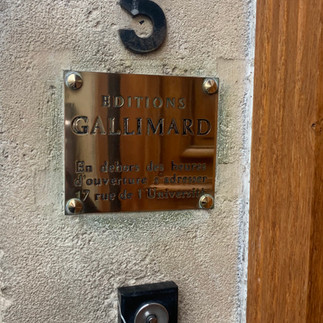 5
EDITIONS
GALLIMARD
En dehors des heures
d'ouverture s'adresser
17 rue de l'Université